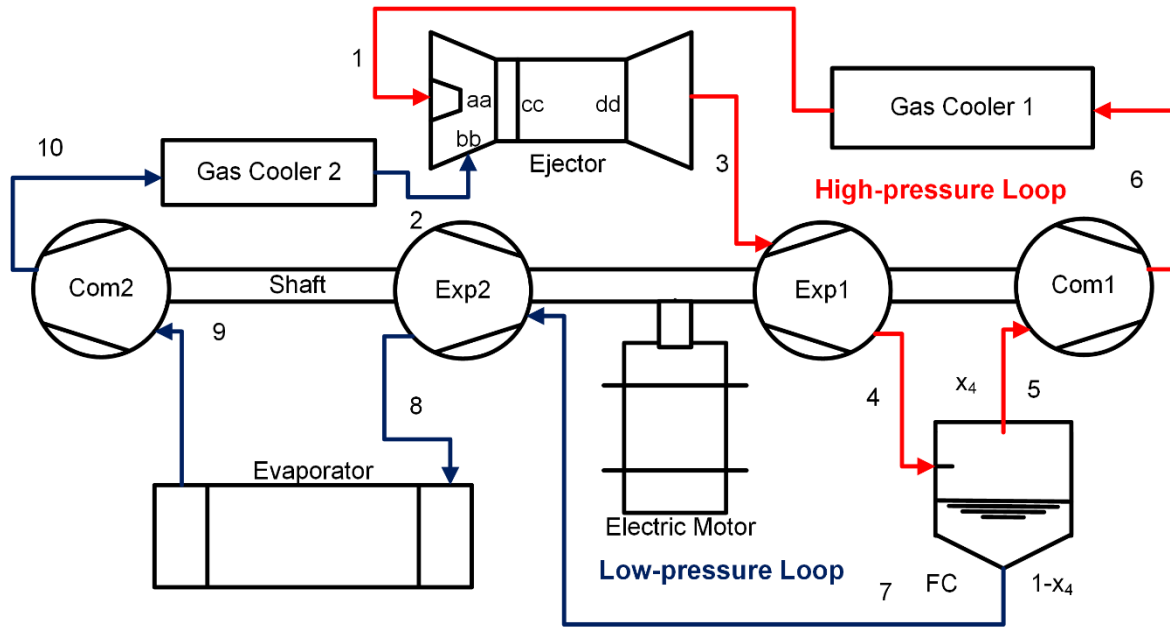 1
aa
cc
dd
bb
Ejector
Gas Cooler 1
10
Gas Cooler 2
3
High-pressure Loop
6
2
Com2
Shaft
Exp2
Exp1
Com1
9
8
4
x₄
5
Evaporator
Electric Motor
Low-pressure Loop
7
FC
1-x₄